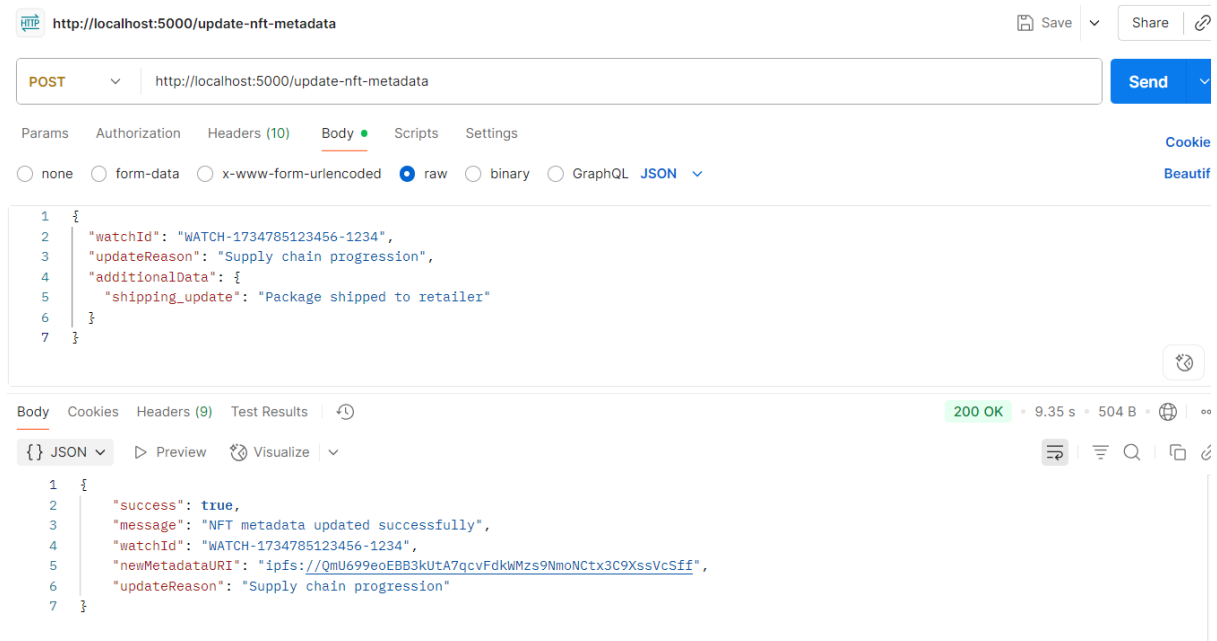 HTTP http://localhost:5000/update-nft-metadata Save Share
POST http://localhost:5000/update-nft-metadata Send
Params Authorization Headers (10) Body Scripts Settings Cookie
none form-data x-www-form-urlencoded raw binary GraphQL JSON Beautif
1 {
2 "watchId": "WATCH-1734785123456-1234",
3 "updateReason": "Supply chain progression",
4 "additionalData": {
5 "shipping_update": "Package shipped to retailer"
6 }
7 }
Body Cookies Headers (9) Test Results 200 OK 9.35 s 504 B
{} JSON Preview Visualize
1 {
2 "success": true,
3 "message": "NFT metadata updated successfully",
4 "watchId": "WATCH-1734785123456-1234",
5 "newMetadataURI": "ipfs://QmU699eoEBB3kUtA7qcvFdkWMzs9NmoNCtx3C9XssVcSff",
6 "updateReason": "Supply chain progression"
7 }